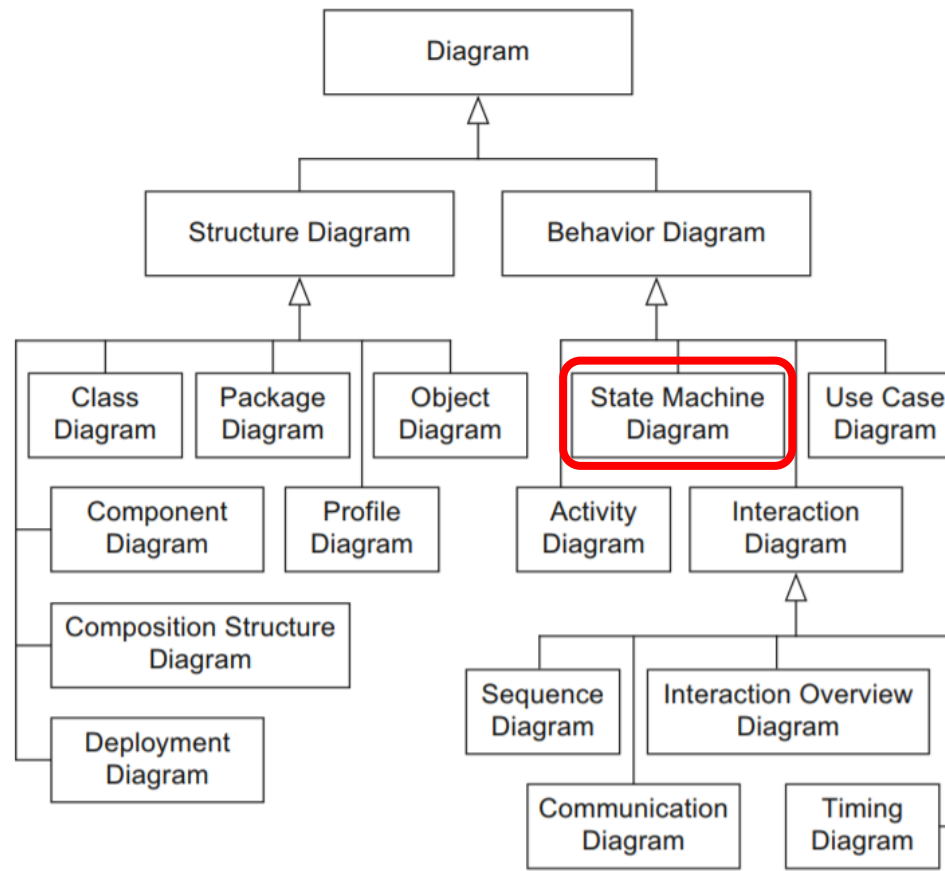 Diagram
Structure Diagram
Behavior Diagram
Class
Diagram
Package
Diagram
Object
Diagram
State Machine
Diagram
Use Case
Diagram
Component
Diagram
Profile
Diagram
Activity
Diagram
Interaction
Diagram
Composition Structure
Diagram
Deployment
Diagram
Sequence
Diagram
Interaction Overview
Diagram
Communication
Diagram
Timing
Diagram